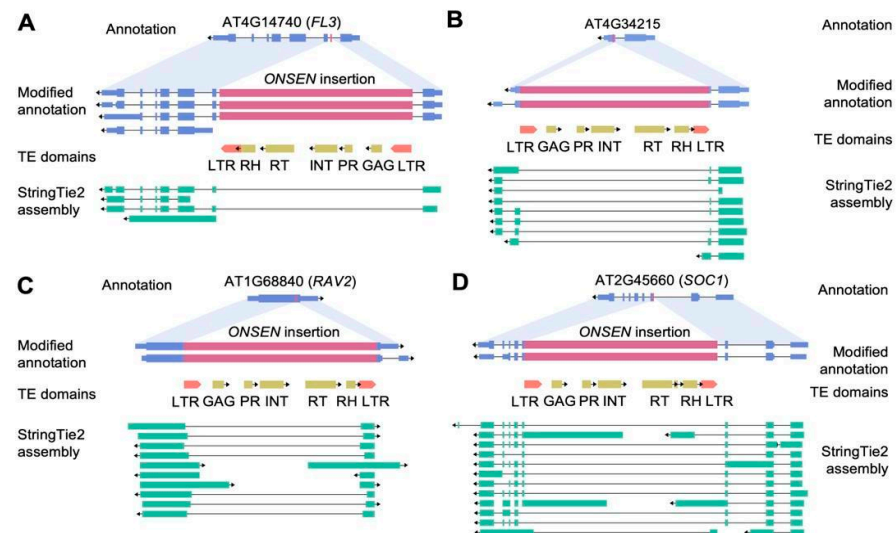 A
AT4G14740 (FL3)
Annotation
Modified
annotation
ONSEN insertion
TE domains
LTR RH RT INT PR GAG LTR
StringTie2
assembly
B
AT4G34215
Annotation
Modified
annotation
TE domains
LTR GAG PR INT RT RH LTR
StringTie2
assembly
C
AT1G68840 (RAV2)
Annotation
ONSEN insertion
Modified
annotation
TE domains
LTR GAG PR INT RT RH LTR
StringTie2
assembly
D
AT2G45660 (SOC1)
Annotation
ONSEN insertion
Modified
annotation
TE domains
LTR GAG PR INT RT RH LTR
StringTie2
assembly